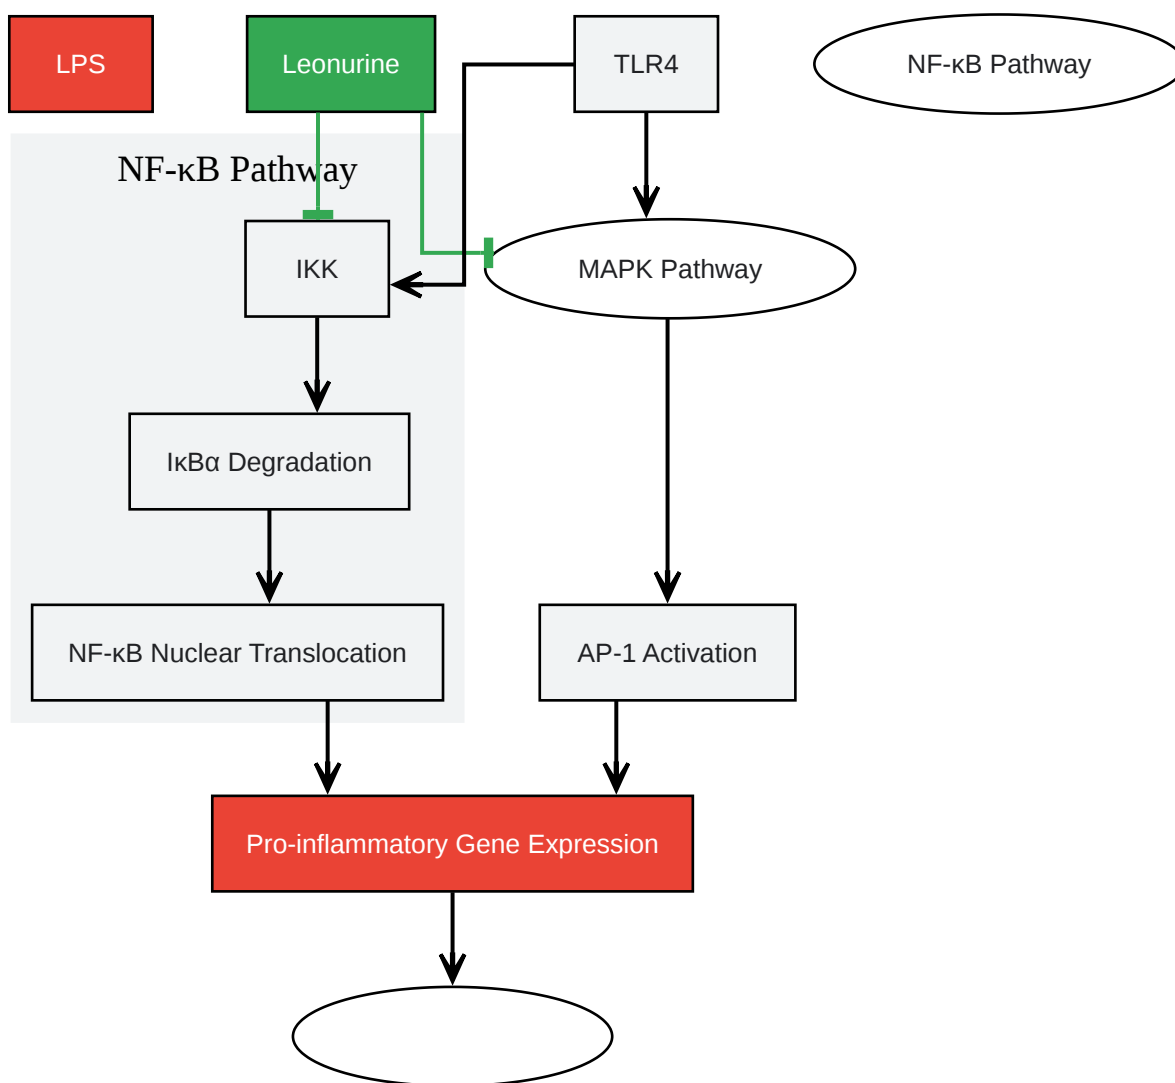 LPS
Leonurine
TLR4
NF-κB Pathway
NF-κB Pathway
IKK
MAPK Pathway
IκBα Degradation
NF-κB Nuclear Translocation
AP-1 Activation
Pro-inflammatory Gene Expression